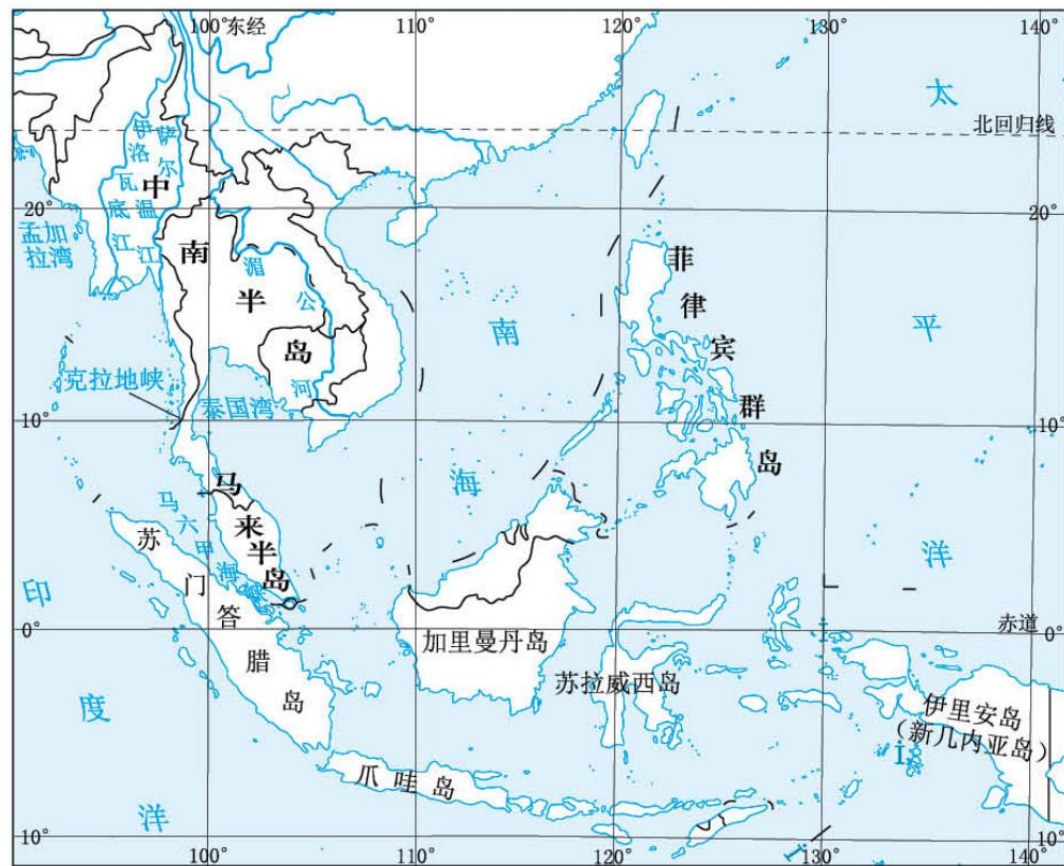 100°东经
110°
120°
130°
140°
太
北回归线
伊洛瓦底江
萨尔温江
中南半岛
20°
20°
孟加
拉湾
湄公河
菲律宾群岛
南
平
克拉地峡
泰国湾
10°
10°
海
洋
马来半岛
马六甲海峡
苏门答腊岛
印
赤道
0°
0°
加里曼丹岛
苏拉威西岛
伊里安岛
（新几内亚岛）
度
爪哇岛
洋
10°
10°
100°
110°
120°
130°
140°